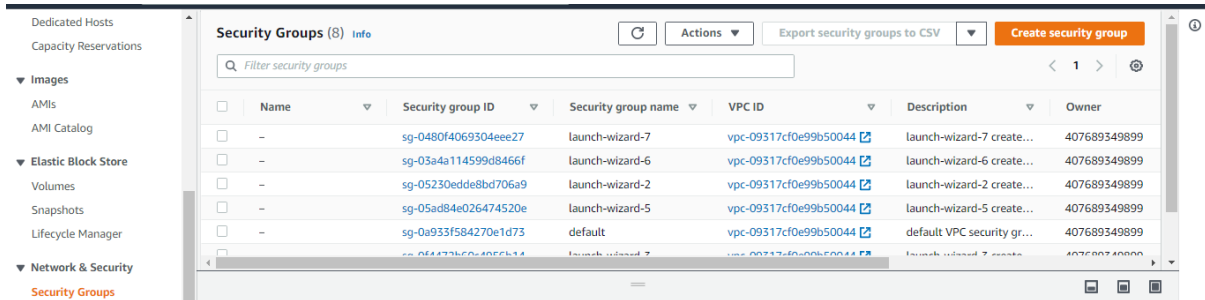 Dedicated Hosts
Capacity Reservations
Images
AMIs
AMI Catalog
Elastic Block Store
Volumes
Snapshots
Lifecycle Manager
Network & Security
Security Groups
Security Groups (8) Info
Actions
Export security groups to CSV
Create security group
Filter security groups
1
Name Security group ID Security group name VPC ID Description Owner
– sg-0480f4069304eee27 launch-wizard-7 vpc-09317cf0e99b50044 launch-wizard-7 create... 407689349899
– sg-03a4a114599d8466f launch-wizard-6 vpc-09317cf0e99b50044 launch-wizard-6 create... 407689349899
– sg-05230edde8bd706a9 launch-wizard-2 vpc-09317cf0e99b50044 launch-wizard-2 create... 407689349899
– sg-05ad84e026474520e launch-wizard-5 vpc-09317cf0e99b50044 launch-wizard-5 create... 407689349899
– sg-0a933f584270e1d73 default vpc-09317cf0e99b50044 default VPC security gr... 407689349899